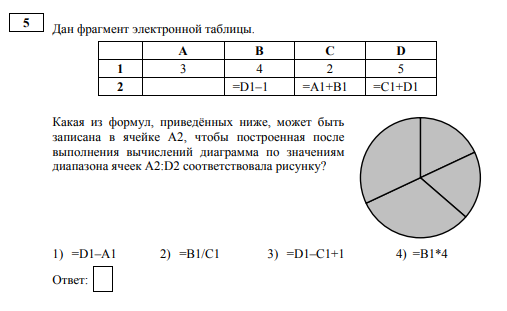 5
Дан фрагмент электронной таблицы.
A B C D
1 3 4 2 5
2 =D1–1 =A1+B1 =C1+D1
Какая из формул, приведённых ниже, может быть
записана в ячейке A2, чтобы построенная после
выполнения вычислений диаграмма по значениям
диапазона ячеек A2:D2 соответствовала рисунку?
1) =D1–A1 2) =B1/C1 3) =D1–C1+1 4) =B1*4
Ответ: